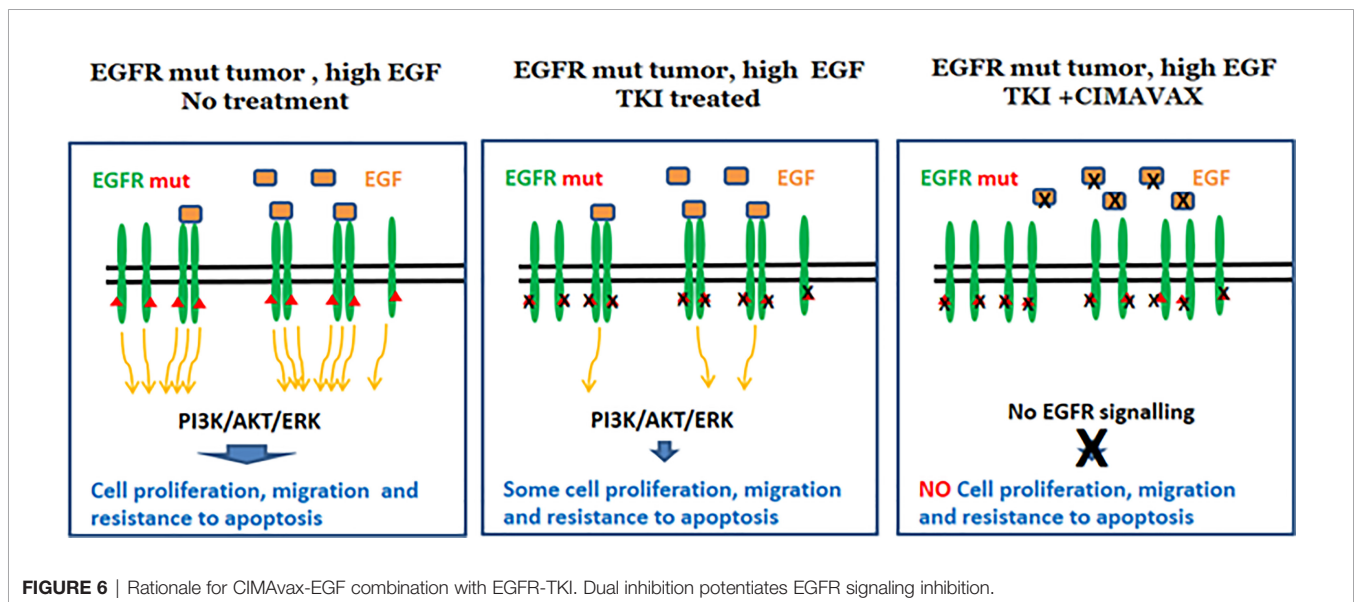 EGFR mut tumor , high EGF
No treatment
EGFR mut EGF
PI3K/AKT/ERK
Cell proliferation, migration and
resistance to apoptosis
EGFR mut tumor, high EGF
TKI treated
EGFR mut EGF
PI3K/AKT/ERK
Some cell proliferation, migration
and resistance to apoptosis
EGFR mut tumor, high EGF
TKI +CIMAVAX
EGFR mut EGF
No EGFR signalling
NO Cell proliferation, migration
and resistance to apoptosis
FIGURE 6 | Rationale for CIMAvax-EGF combination with EGFR-TKI. Dual inhibition potentiates EGFR signaling inhibition.